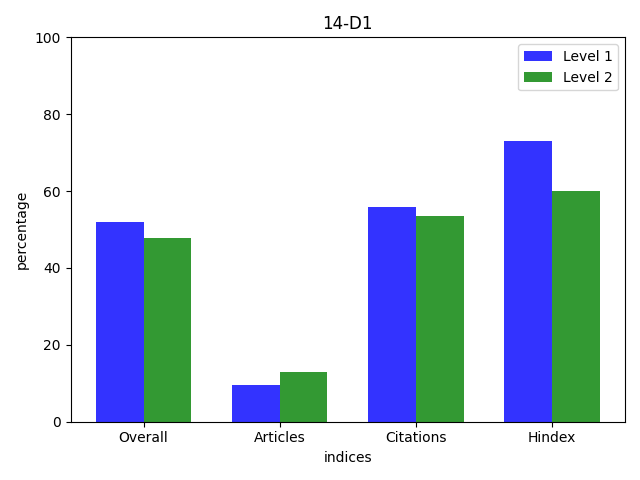 14-D1
100
80
60
40
20
0
percentage
Level 1
Level 2
Overall
Articles
Citations
Hindex
indices